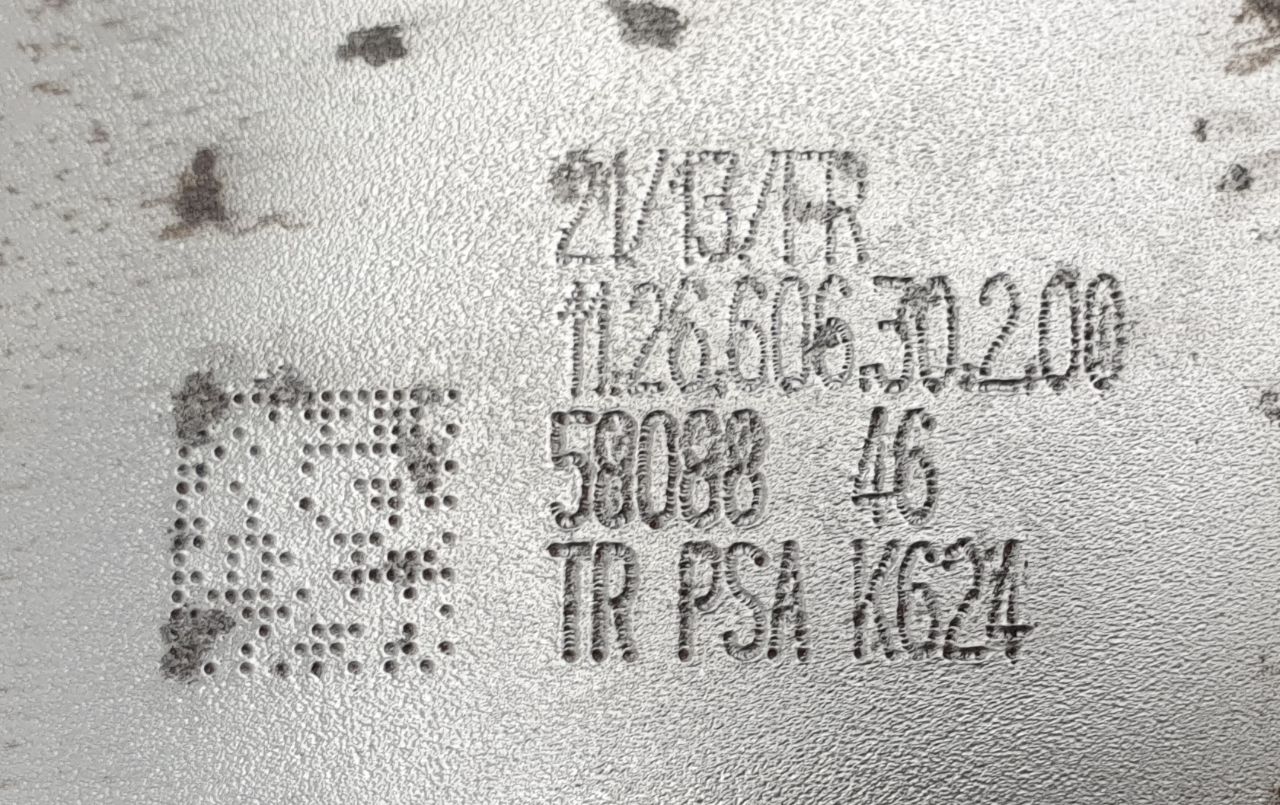 21/13/FR
11.26.606.30.2.00
58088 46
TR PSA K624